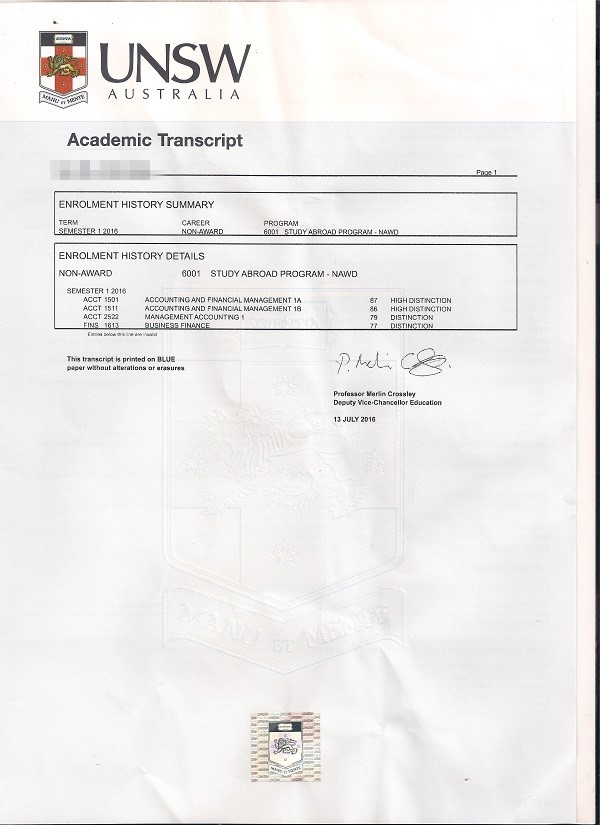 SCIENTIA
MANU ET MENTE
UNSW
AUSTRALIA
Academic Transcript
Page 1
ENROLMENT HISTORY SUMMARY
TERM CAREER PROGRAM
SEMESTER 1 2016 NON-AWARD 6001 STUDY ABROAD PROGRAM - NAWD
ENROLMENT HISTORY DETAILS
NON-AWARD 6001 STUDY ABROAD PROGRAM - NAWD
SEMESTER 1 2016
ACCT 1501 ACCOUNTING AND FINANCIAL MANAGEMENT 1A 87 HIGH DISTINCTION
ACCT 1511 ACCOUNTING AND FINANCIAL MANAGEMENT 1B 86 HIGH DISTINCTION
ACCT 2522 MANAGEMENT ACCOUNTING 1 79 DISTINCTION
FINS 1613 BUSINESS FINANCE 77 DISTINCTION
Entries below this line are invalid
This transcript is printed on BLUE
paper without alterations or erasures
Professor Merlin Crossley
Deputy Vice-Chancellor Education
13 JULY 2016
MANU ET MENTE